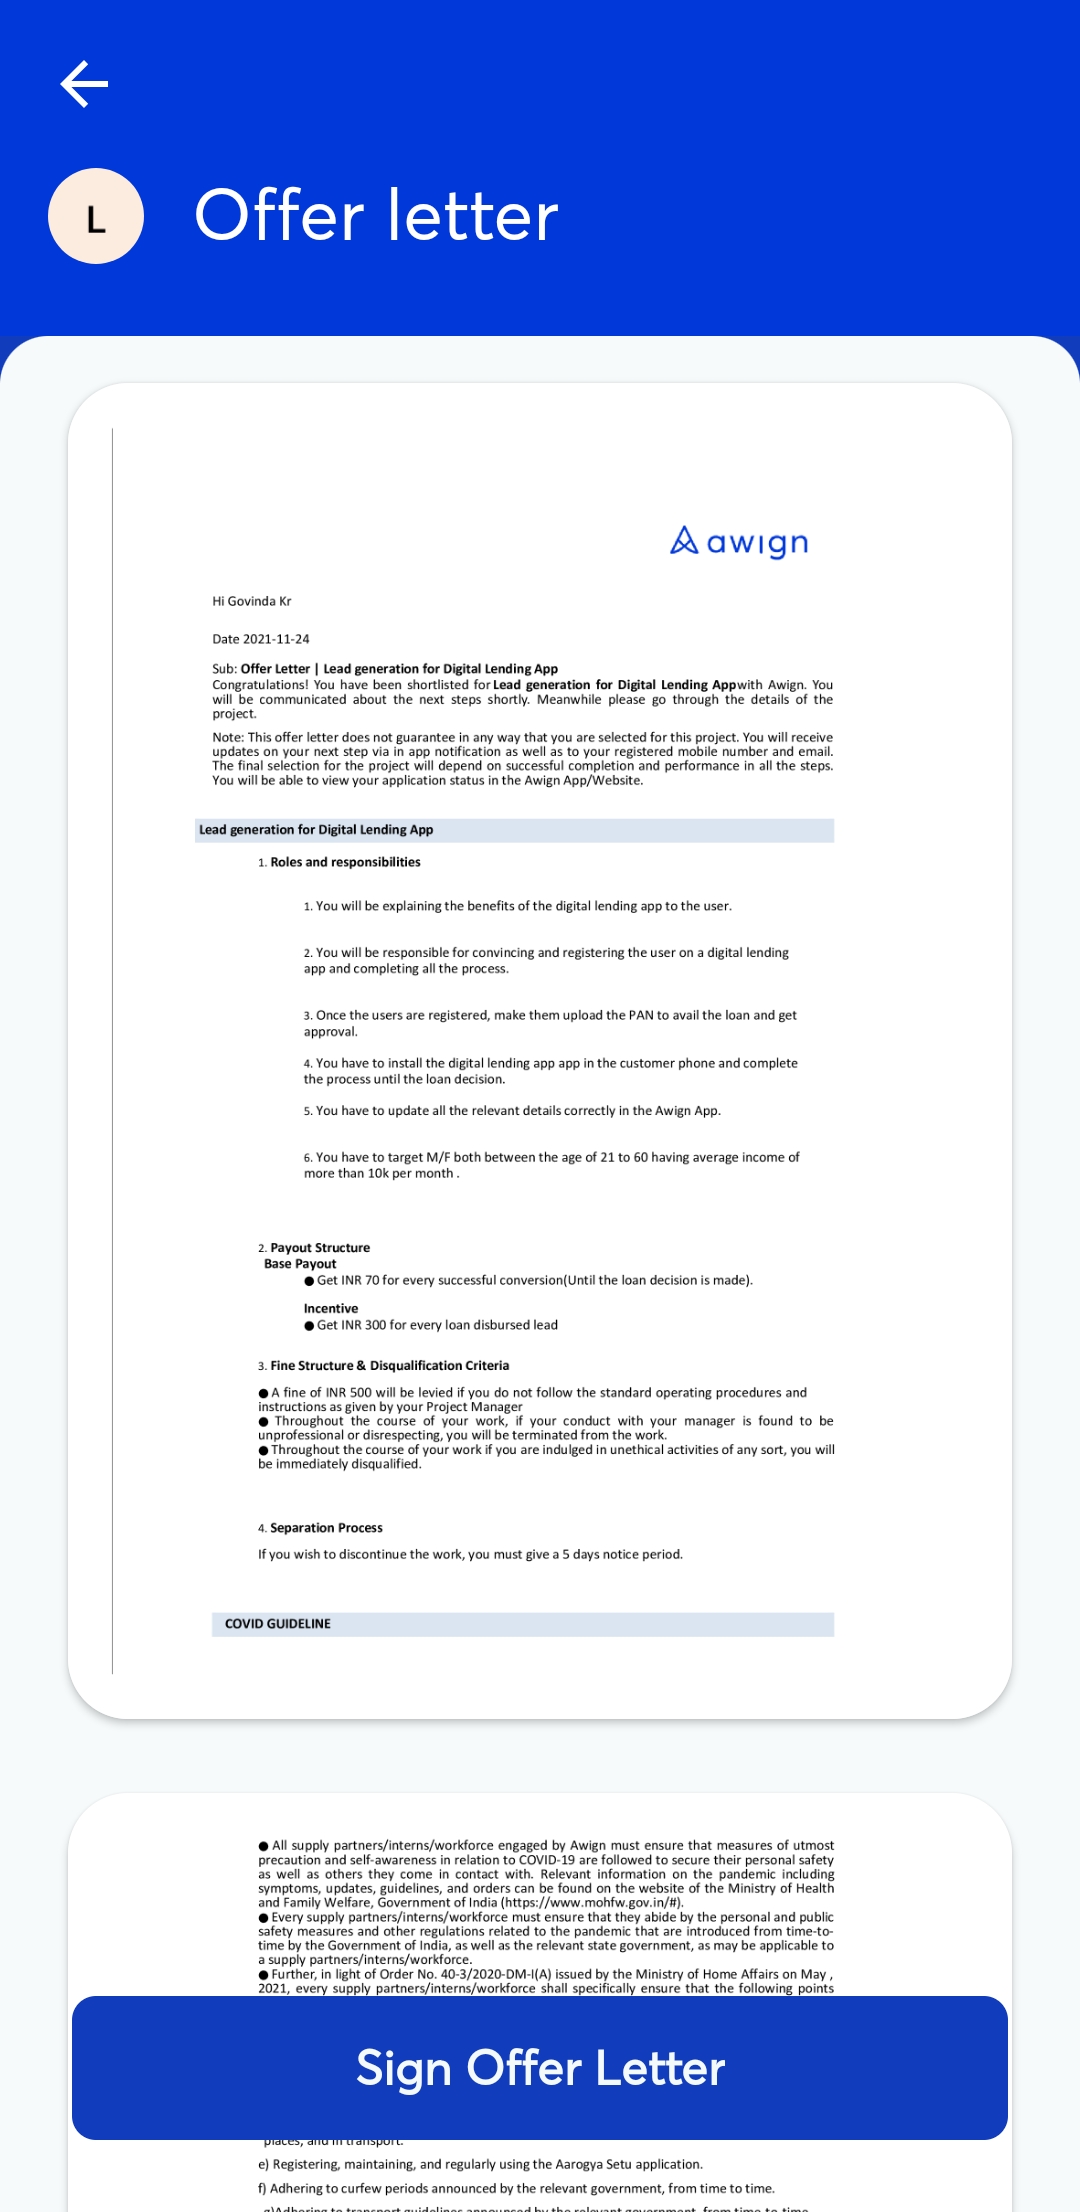 L
Offer letter
awign
Hi Govinda Kr
Date 2021-11-24
Sub: Offer Letter | Lead generation for Digital Lending App
Congratulations! You have been shortlisted for Lead generation for Digital Lending Appwith Awign. You
will be communicated about the next steps shortly. Meanwhile please go through the details of the
project.
Note: This offer letter does not guarantee in any way that you are selected for this project. You will receive
updates on your next step via in app notification as well as to your registered mobile number and email.
The final selection for the project will depend on successful completion and performance in all the steps.
You will be able to view your application status in the Awign App/Website.
Lead generation for Digital Lending App
1. Roles and responsibilities
1. You will be explaining the benefits of the digital lending app to the user.
2. You will be responsible for convincing and registering the user on a digital lending
app and completing all the process.
3. Once the users are registered, make them upload the PAN to avail the loan and get
approval.
4. You have to install the digital lending app app in the customer phone and complete
the process until the loan decision.
5. You have to update all the relevant details correctly in the Awign App.
6. You have to target M/F both between the age of 21 to 60 having average income of
more than 10k per month .
2. Payout Structure
Base Payout
● Get INR 70 for every successful conversion(Until the loan decision is made).
Incentive
● Get INR 300 for every loan disbursed lead
3. Fine Structure & Disqualification Criteria
● A fine of INR 500 will be levied if you do not follow the standard operating procedures and
instructions as given by your Project Manager
● Throughout the course of your work, if your conduct with your manager is found to be
unprofessional or disrespecting, you will be terminated from the work.
● Throughout the course of your work if you are indulged in unethical activities of any sort, you will
be immediately disqualified.
4. Separation Process
If you wish to discontinue the work, you must give a 5 days notice period.
COVID GUIDELINE
● All supply partners/interns/workforce engaged by Awign must ensure that measures of utmost
precaution and self-awareness in relation to COVID-19 are followed to secure their personal safety
as well as others they come in contact with. Relevant information on the pandemic including
symptoms, updates, guidelines, and orders can be found on the website of the Ministry of Health
and Family Welfare, Government of India (https://www.mohfw.gov.in/#).
● Every supply partners/interns/workforce must ensure that they abide by the personal and public
safety measures and other regulations related to the pandemic that are introduced from time-to-
time by the Government of India, as well as the relevant state government, as may be applicable to
a supply partners/interns/workforce.
● Further, in light of Order No. 40-3/2020-DM-I(A) issued by the Ministry of Home Affairs on May ,
2021, every supply partners/interns/workforce shall specifically ensure that the following points
Sign Offer Letter
places, and in transport.
e) Registering, maintaining, and regularly using the Aarogya Setu application.
f) Adhering to curfew periods announced by the relevant government, from time to time.
g)Adhering to transport guidelines announced by the relevant government, from time-to-time